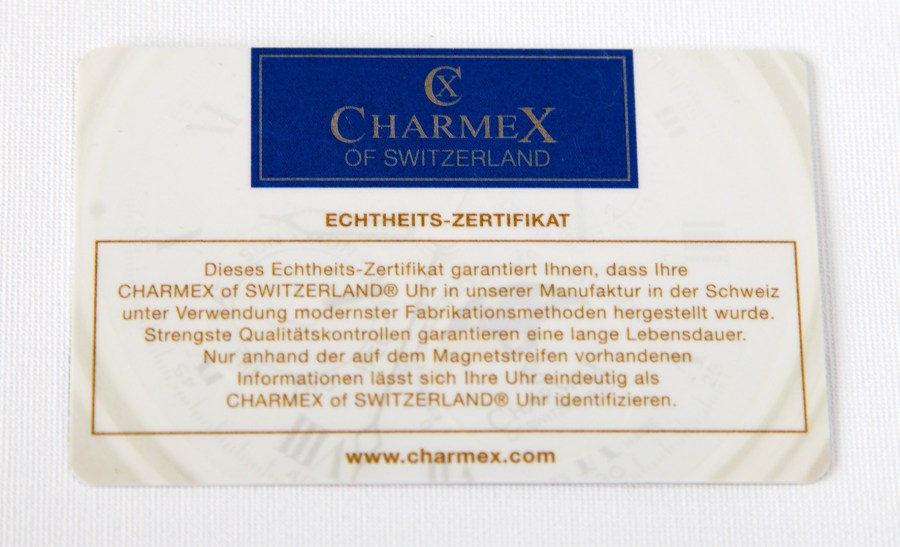 CX
CHARMEX
OF SWITZERLAND
ECHTHEITS-ZERTIFIKAT
Dieses Echtheits-Zertifikat garantiert Ihnen, dass Ihre
CHARMEX of SWITZERLAND® Uhr in unserer Manufaktur in der Schweiz
unter Verwendung modernster Fabrikationsmethoden hergestellt wurde.
Strengste Qualitätskontrollen garantieren eine lange Lebensdauer.
Nur anhand der auf dem Magnetstreifen vorhandenen
Informationen lässt sich Ihre Uhr eindeutig als
CHARMEX of SWITZERLAND® Uhr identifizieren.
www.charmex.com